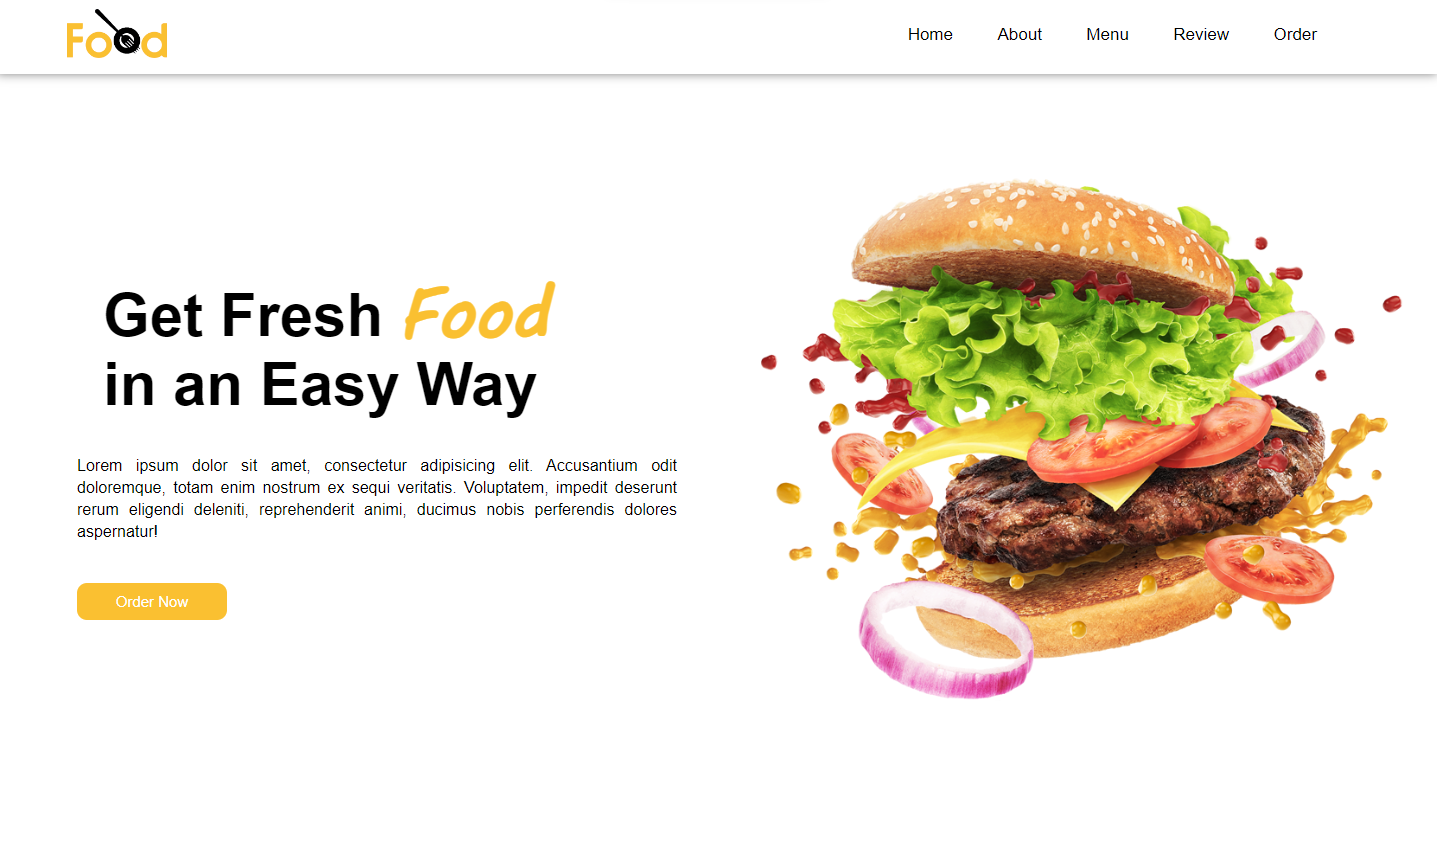 Food
Home About Menu Review Order
Get Fresh Food
in an Easy Way
Lorem ipsum dolor sit amet, consectetur adipisicing elit. Accusantium odit
doloremque, totam enim nostrum ex sequi veritatis. Voluptatem, impedit deserunt
rerum eligendi deleniti, reprehenderit animi, ducimus nobis perferendis dolores
aspernatur!
Order Now